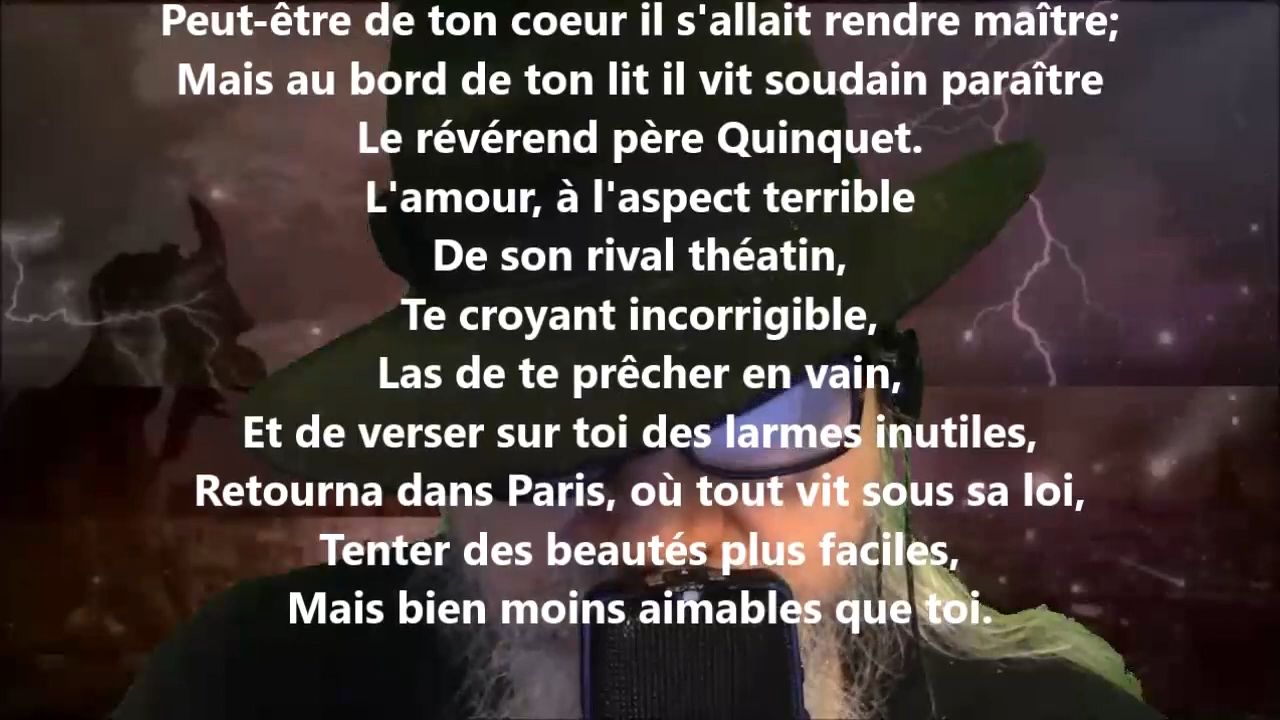 Peut-être de ton coeur il s'allait rendre maître;
Mais au bord de ton lit il vit soudain paraître
Le révérend père Quinquet.
L'amour, à l'aspect terrible
De son rival théatin,
Te croyant incorrigible,
Las de te prêcher en vain,
Et de verser sur toi des larmes inutiles,
Retourna dans Paris, où tout vit sous sa loi,
Tenter des beautés plus faciles,
Mais bien moins aimables que toi.